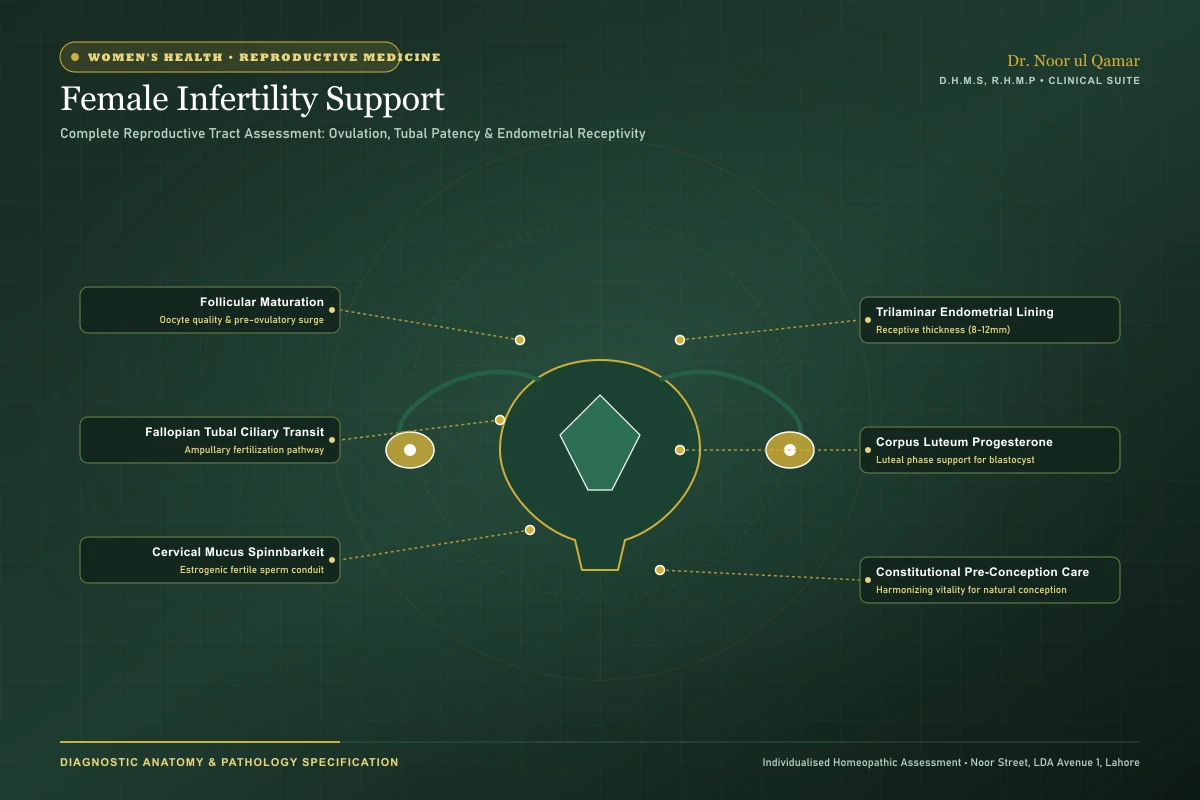 WOMEN'S HEALTH • REPRODUCTIVE MEDICINE
Female Infertility Support
Complete Reproductive Tract Assessment: Ovulation, Tubal Patency & Endometrial Receptivity
Dr. Noor ul Qamar
D.H.M.S, R.H.M.P • CLINICAL SUITE
Follicular Maturation
Oocyte quality & pre-ovulatory surge
Fallopian Tubal Ciliary Transit
Ampullary fertilization pathway
Cervical Mucus Spinnbarkeit
Estrogenic fertile sperm conduit
Trilaminar Endometrial Lining
Receptive thickness (8-12mm)
Corpus Luteum Progesterone
Luteal phase support for blastocyst
Constitutional Pre-Conception Care
Harmonizing vitality for natural conception
DIAGNOSTIC ANATOMY & PATHOLOGY SPECIFICATION
Individualised Homeopathic Assessment • Noor Street, LDA Avenue 1, Lahore